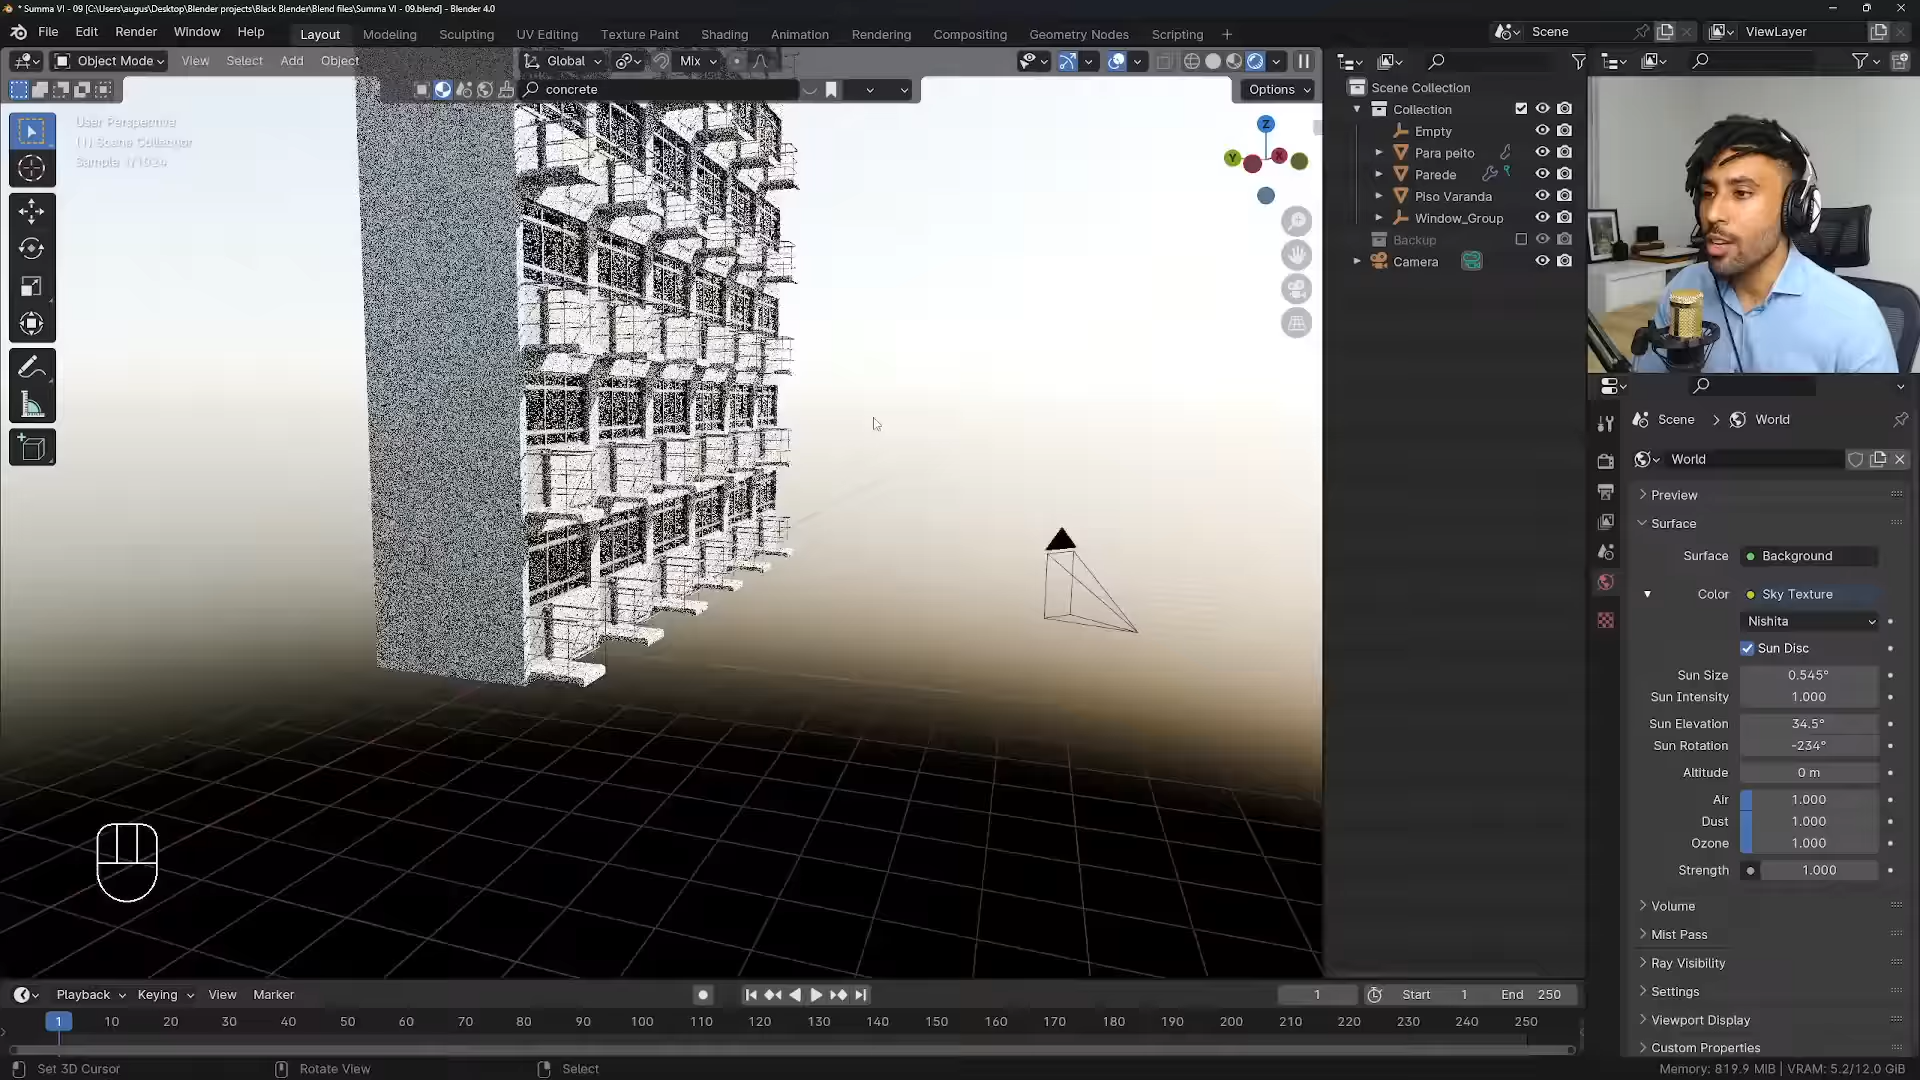 * Summa VI - 09 [C:\Users\augus\Desktop\Blender projects\Black Blender\Blend files\Summa VI - 09.blend] - Blender 4.0
File Edit Render Window Help Layout Modeling Sculpting UV Editing Texture Paint Shading Animation Rendering Compositing Geometry Nodes Scripting + Scene ViewLayer
Object Mode View Select Add Object Global Mix
concrete Options
User Perspective
(1) Scene Collection
Sample 1/1024
Z
Y
X
Scene Collection
Collection
Empty
Para peito
Parede
Piso Varanda
Window_Group
Backup
Camera
Scene > World
World
Preview
Surface
Surface Background
Color Sky Texture
Nishita
Sun Disc
Sun Size 0.545°
Sun Intensity 1.000
Sun Elevation 34.5°
Sun Rotation -234°
Altitude 0 m
Air 1.000
Dust 1.000
Ozone 1.000
Strength 1.000
Volume
Mist Pass
Ray Visibility
Settings
Viewport Display
Custom Properties
Playback Keying View Marker 1 Start 1 End 250
1 10 20 30 40 50 60 70 80 90 100 110 120 130 140 150 160 170 180 190 200 210 220 230 240 250
Set 3D Cursor Rotate View Select Memory: 819.9 MiB | VRAM: 5.2/12.0 GiB